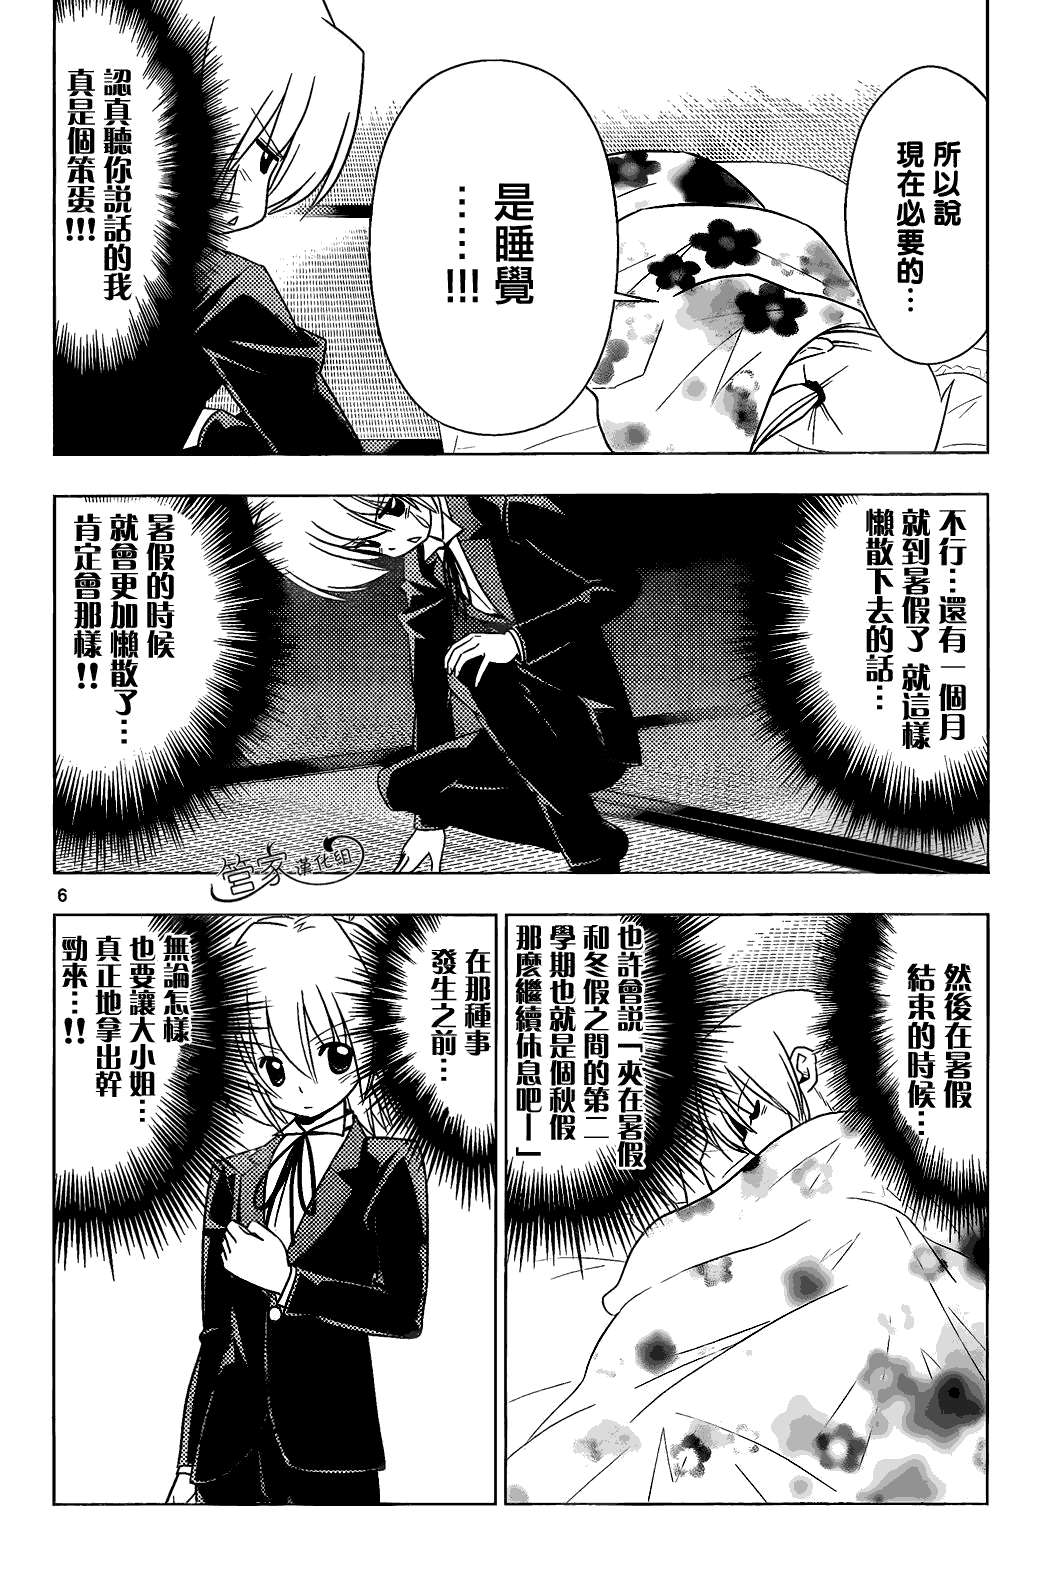 所以說
現在必要的…
是睡覺
……!!!
認真聽你説話的我
真是個笨蛋!!!
不行…還有一個月
就到暑假了 就這樣
懶散下去的話…
暑假的時候
就會更加懶散了…
肯定會那樣!!
管家漢化組
6
然後在暑假
結束的時候…
也許會説「夾在暑假
和冬假之間的第二
學期也就是個秋假
那麼繼續休息吧—」
在那種事
發生之前…
無論怎樣
也要讓大小姐…
真正地拿出幹
勁來…!!